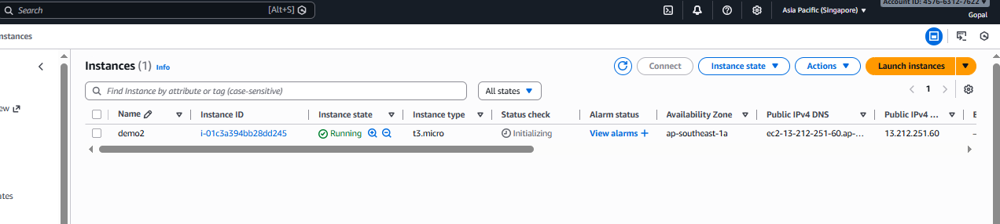 Search [Alt+S] Asia Pacific (Singapore) Account ID: 4576-6312-7622
Gopal
nstances
Instances (1) Info Connect Instance state Actions Launch instances
Find Instance by attribute or tag (case-sensitive) All states 1
ew
Name Instance ID Instance state Instance type Status check Alarm status Availability Zone Public IPv4 DNS Public IPv4 ... E
demo2 i-01c3a394bb28dd245 Running t3.micro Initializing View alarms + ap-southeast-1a ec2-13-212-251-60.ap-... 13.212.251.60 –
ates